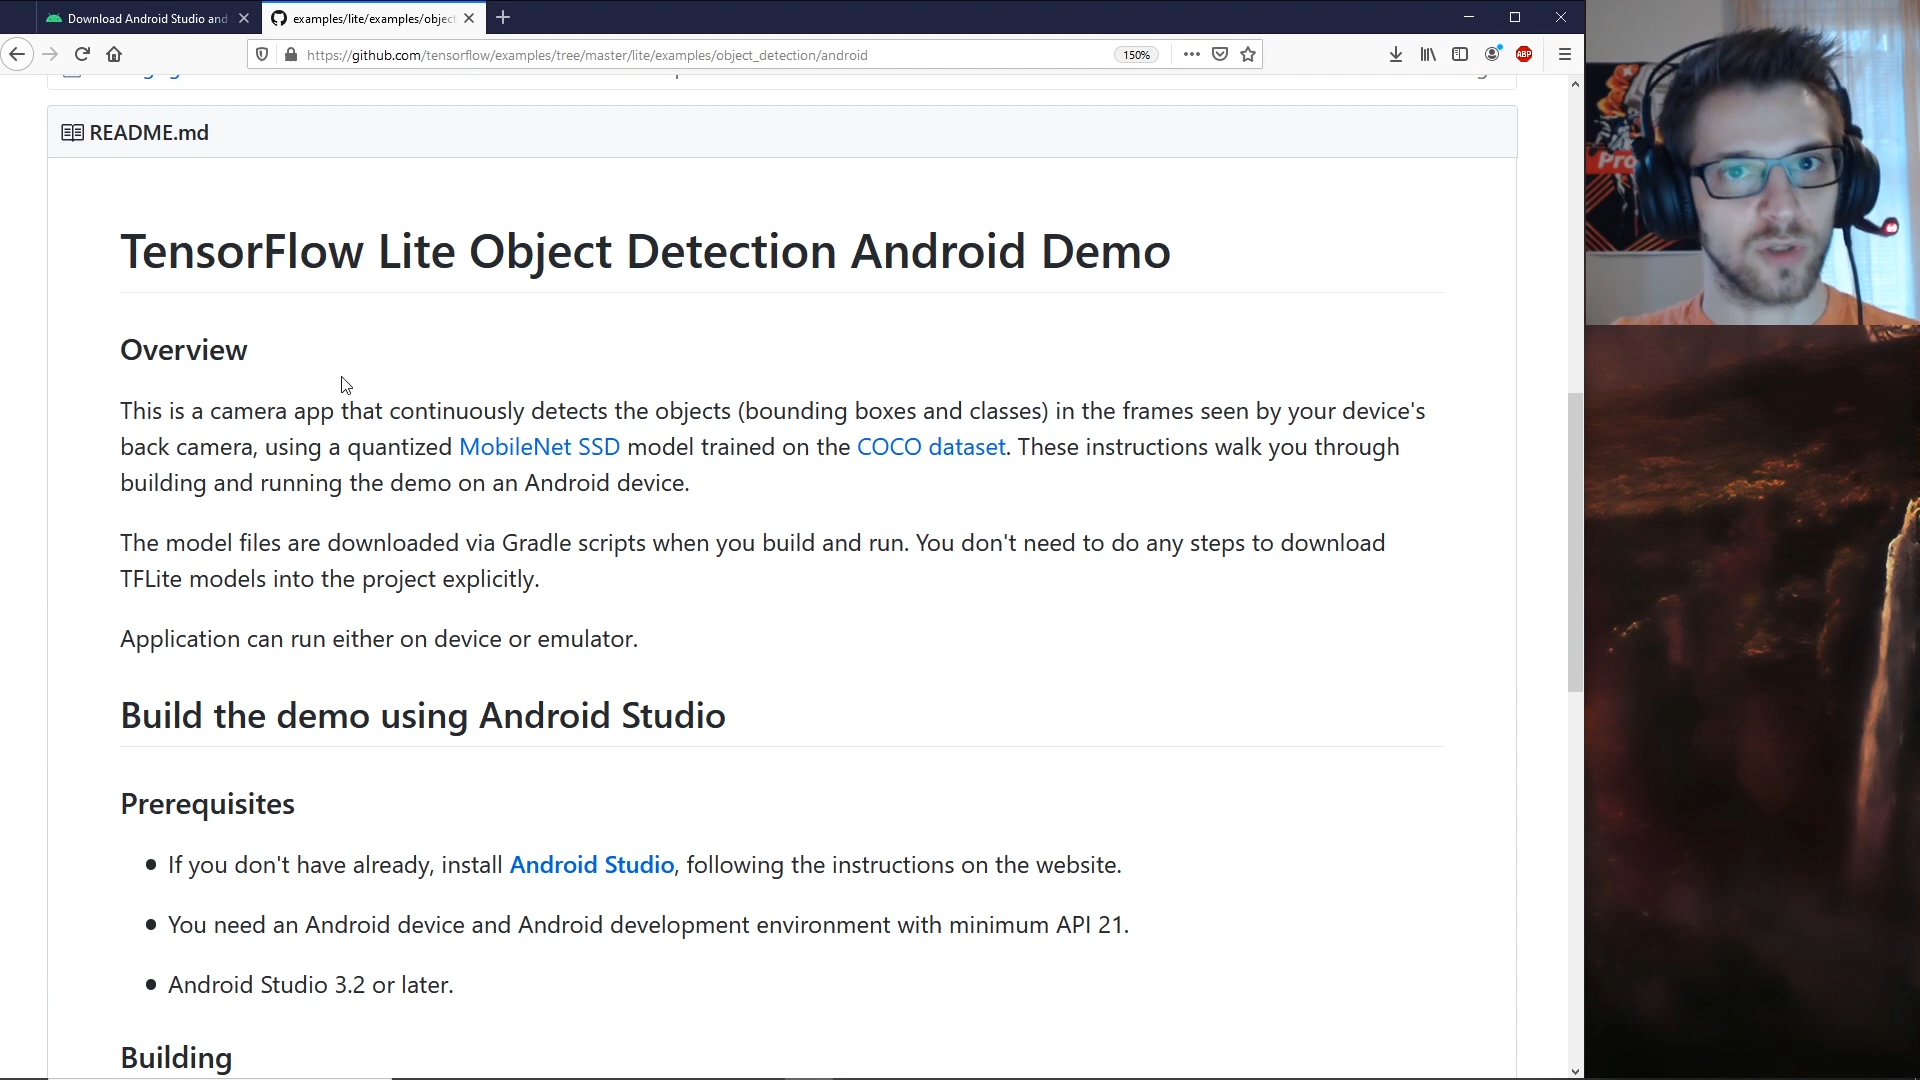 Download Android Studio and
examples/lite/examples/object
https://github.com/tensorflow/examples/tree/master/lite/examples/object_detection/android
150%
ABP
README.md
TensorFlow Lite Object Detection Android Demo
Overview
This is a camera app that continuously detects the objects (bounding boxes and classes) in the frames seen by your device's
back camera, using a quantized MobileNet SSD model trained on the COCO dataset. These instructions walk you through
building and running the demo on an Android device.
The model files are downloaded via Gradle scripts when you build and run. You don't need to do any steps to download
TFLite models into the project explicitly.
Application can run either on device or emulator.
Build the demo using Android Studio
Prerequisites
If you don't have already, install Android Studio, following the instructions on the website.
You need an Android device and Android development environment with minimum API 21.
Android Studio 3.2 or later.
Building
Pro